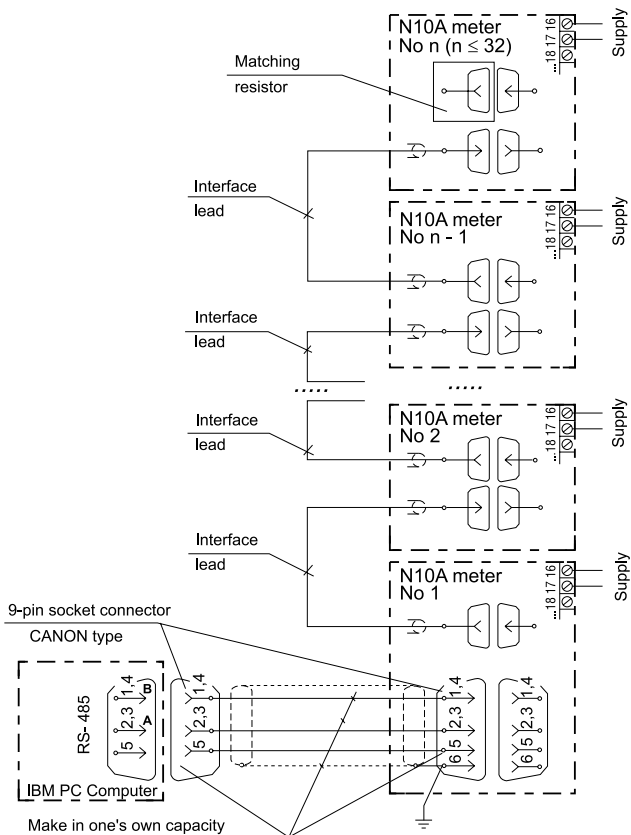 N10A meter
No n (n ≤ 32)
...18 17 16
Supply
Matching
resistor
Interface
lead
N10A meter
No n - 1
...18 17 16
Supply
Interface
lead
.....
.....
N10A meter
No 2
...18 17 16
Supply
Interface
lead
Interface
lead
N10A meter
No 1
...18 17 16
Supply
9-pin socket connector
CANON type
RS- 485
1,4
B
2,3
A
5
1,4
2,3
5
1,4
2,3
5
6
1,4
2,3
5
6
IBM PC Computer
Make in one's own capacity